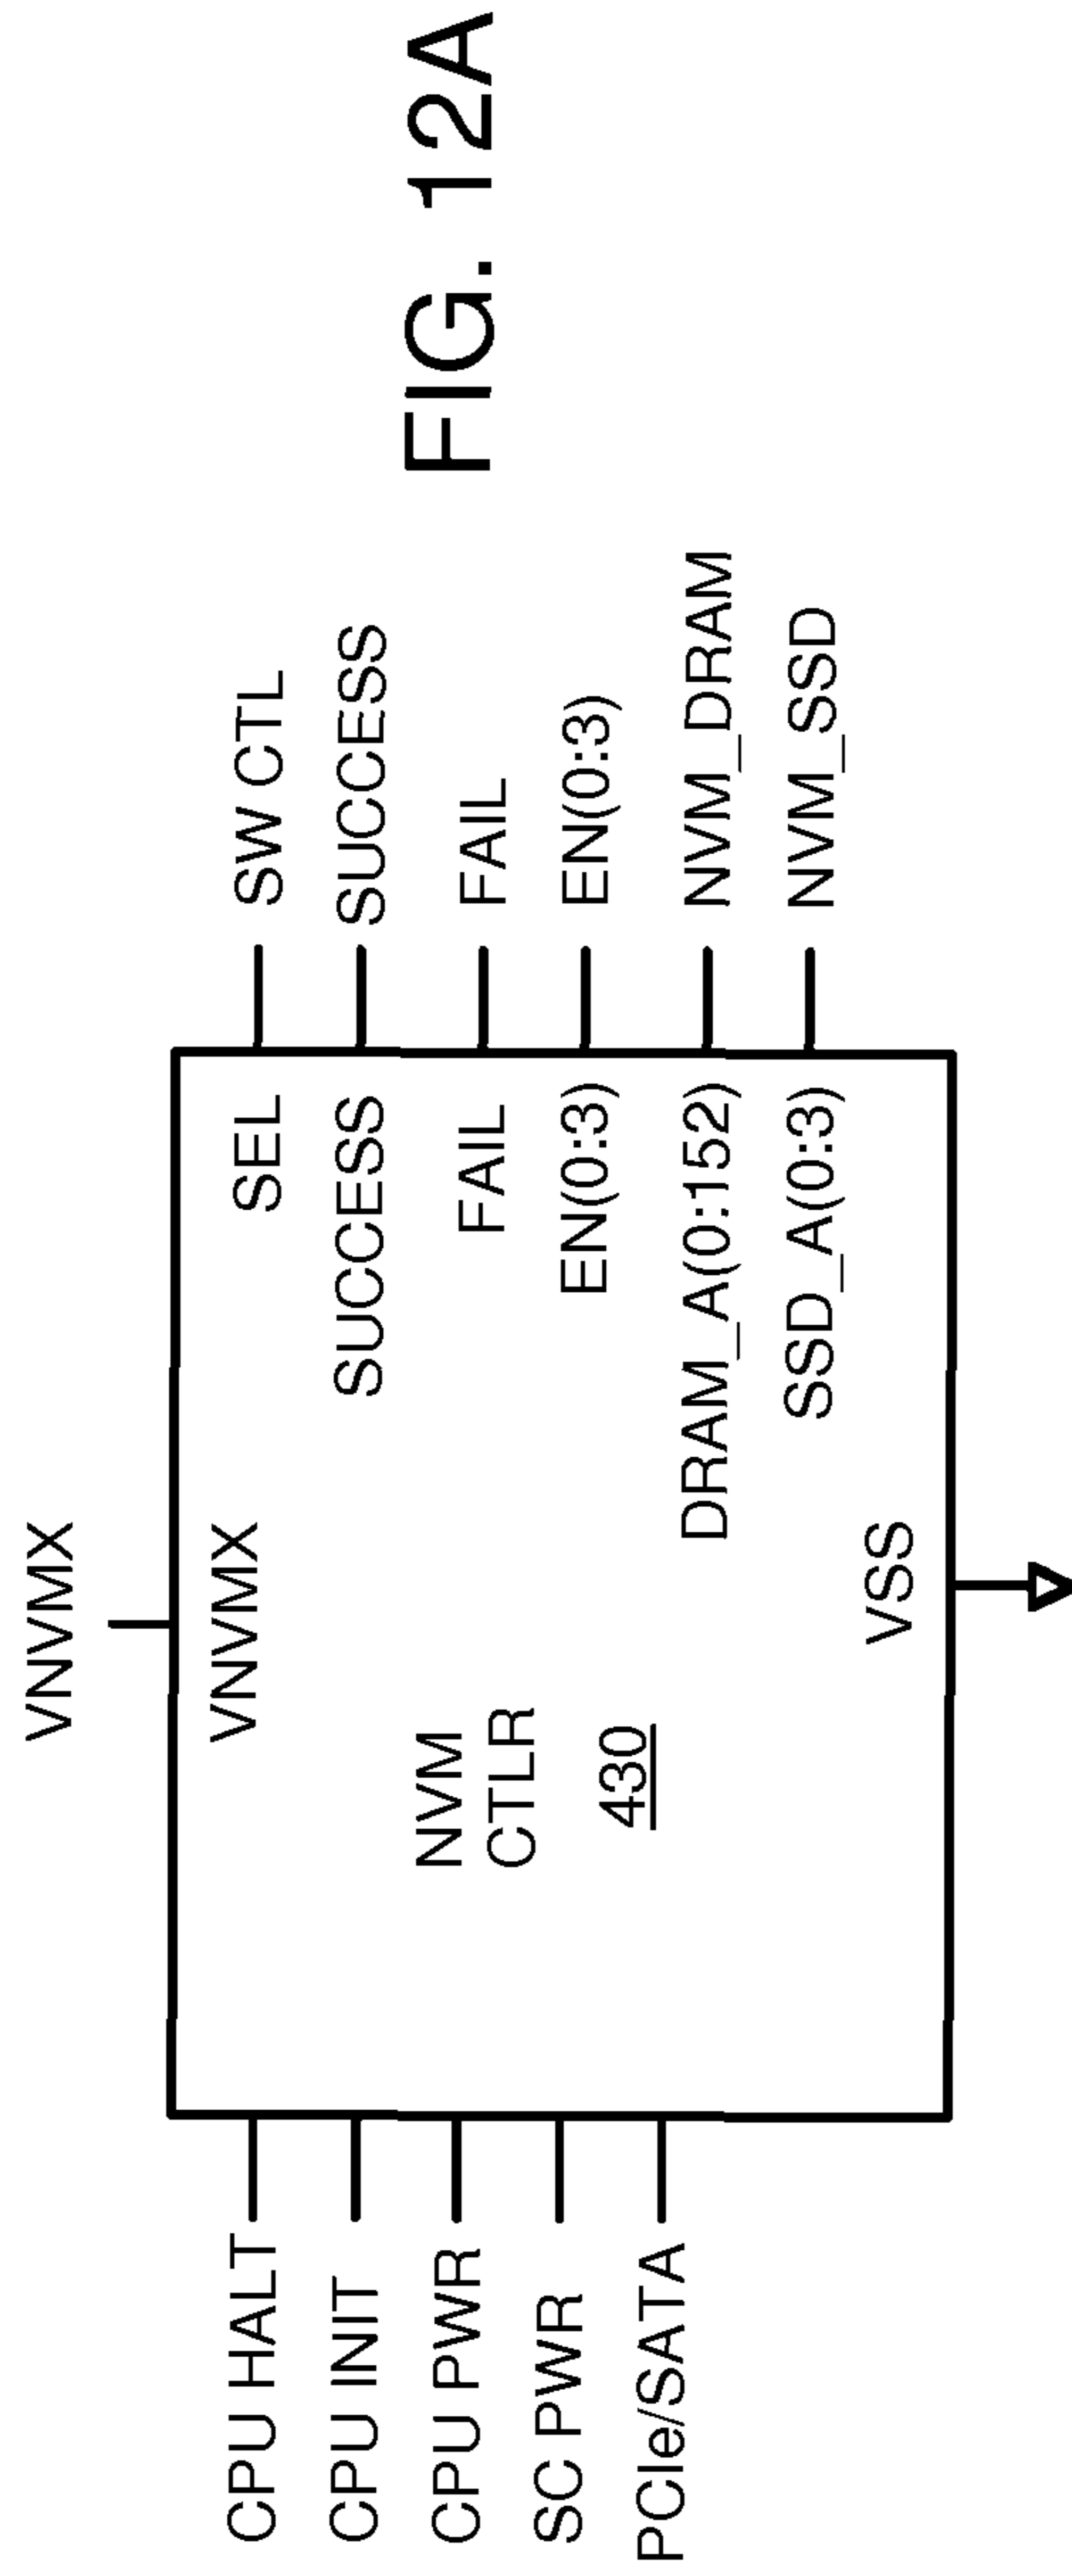 VNVMX
VNVMX
CPU HALT
CPU INIT
CPU PWR
SC PWR
PCIe/SATA
NVM
CTLR
430
SEL
SUCCESS
FAIL
EN(0:3)
DRAM_A(0:152)
SSD_A(0:3)
VSS
SW CTL
SUCCESS
FAIL
EN(0:3)
NVM_DRAM
NVM_SSD
FIG. 12A